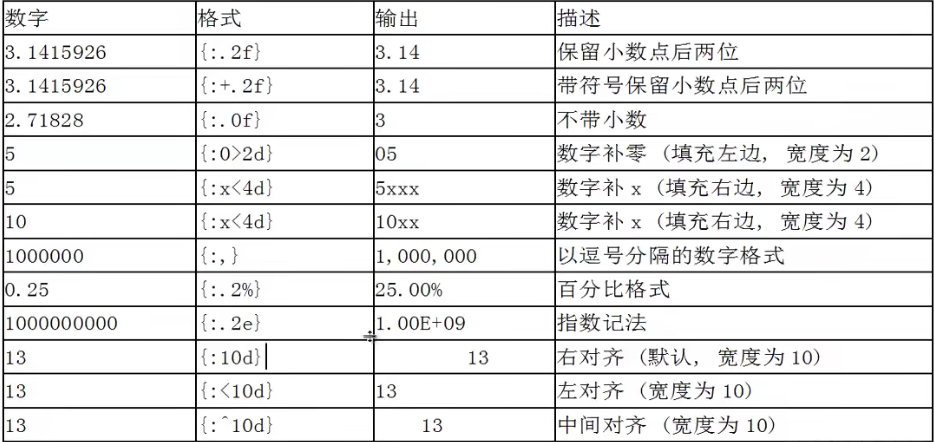 数字 格式 输出 描述
3.1415926 {:.2f} 3.14 保留小数点后两位
3.1415926 {:+.2f} 3.14 带符号保留小数点后两位
2.71828 {:.0f} 3 不带小数
5 {:0>2d} 05 数字补零 (填充左边, 宽度为 2)
5 {:x<4d} 5xxx 数字补 x (填充右边, 宽度为 4)
10 {:x<4d} 10xx 数字补 x (填充右边, 宽度为 4)
1000000 {:,} 1,000,000 以逗号分隔的数字格式
0.25 {:.2%} 25.00% 百分比格式
1000000000 {:.2e} 1.00E+09 指数记法
13 {:10d} 13 右对齐 (默认, 宽度为 10)
13 {:<10d} 13 左对齐 (宽度为 10)
13 {:^10d} 13 中间对齐 (宽度为 10)